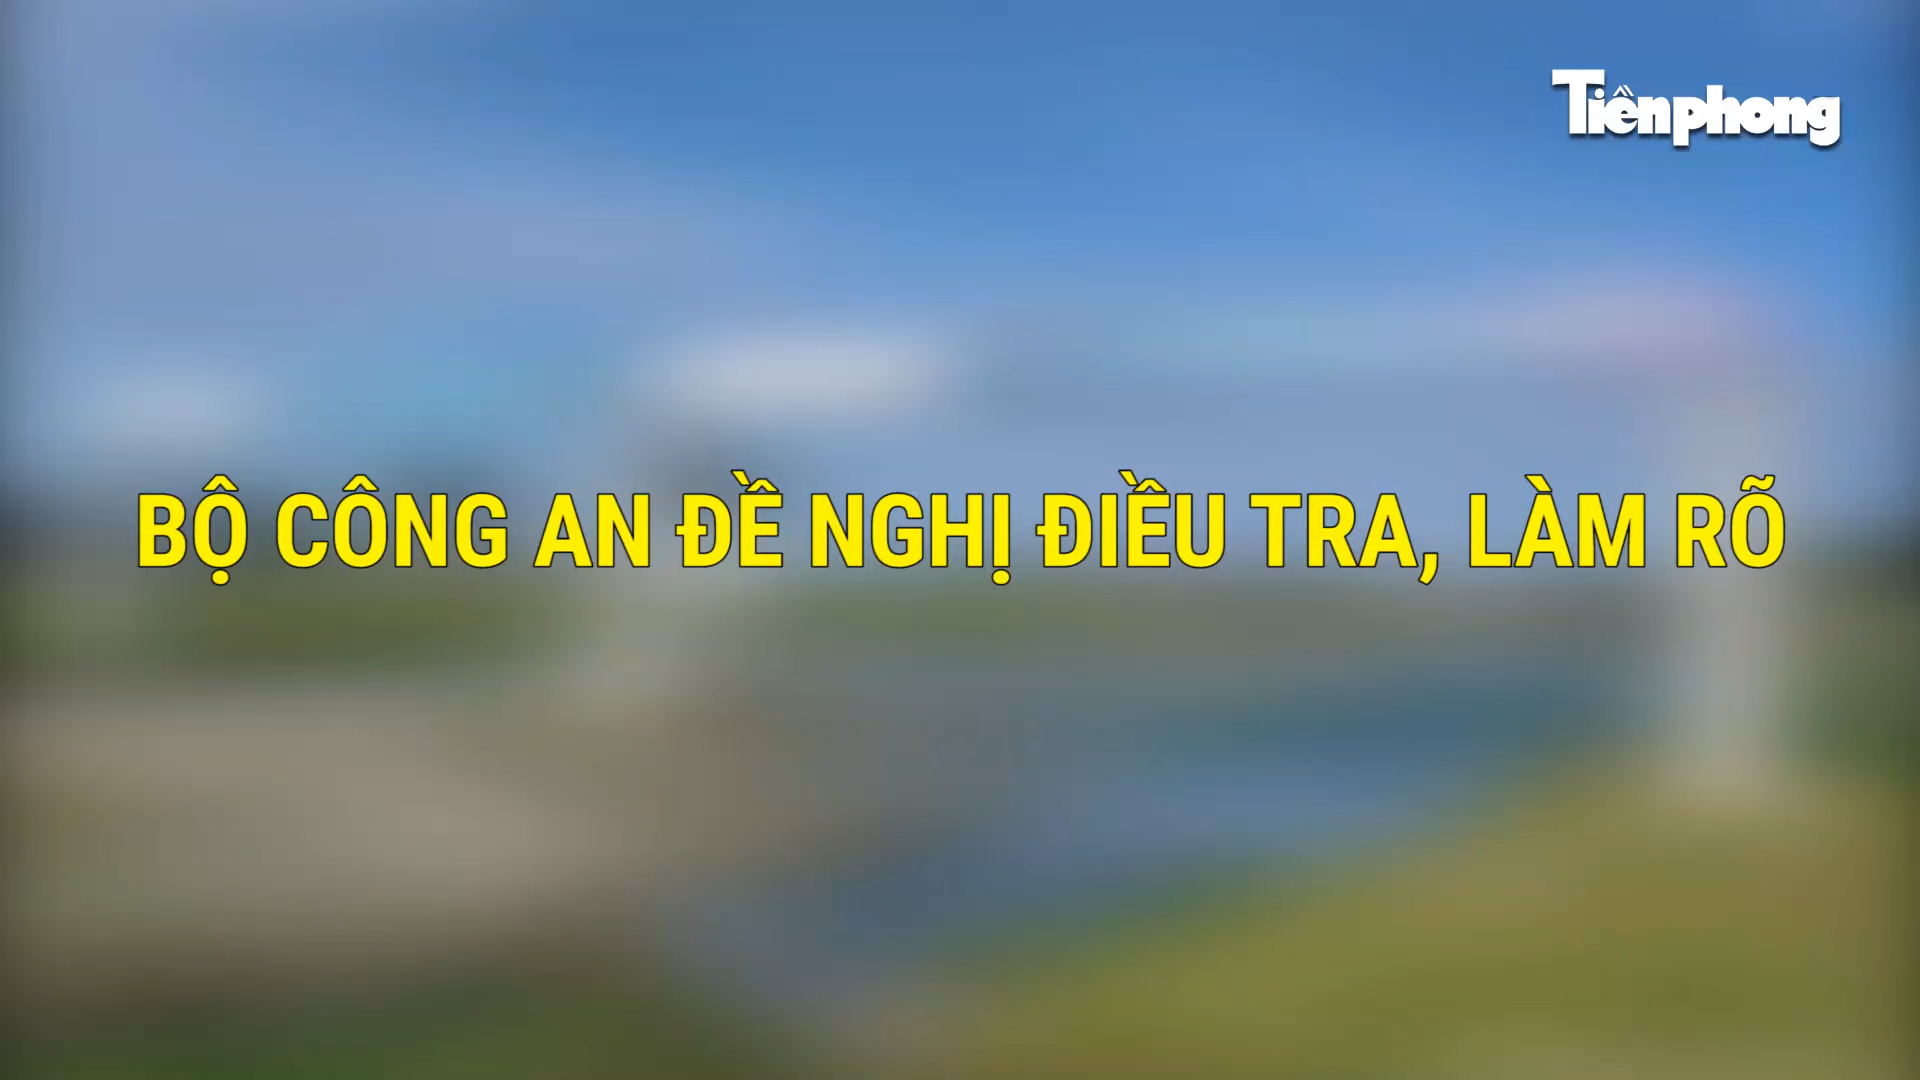 Tiềnphong
BỘ CÔNG AN ĐỀ NGHỊ ĐIỀU TRA, LÀM RÕ